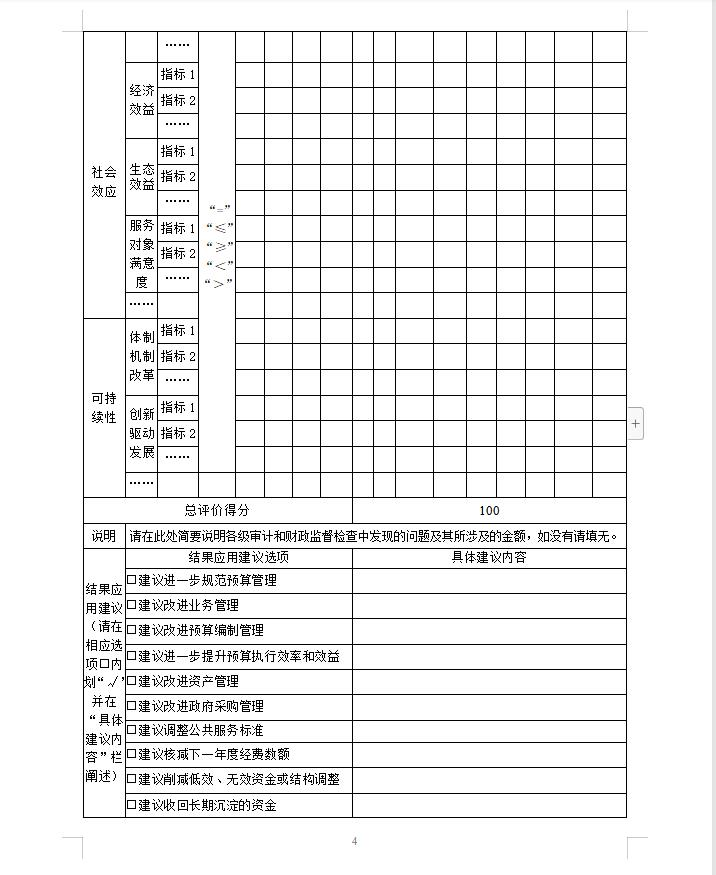 ……
经济
效益
指标 1
指标 2
……
社会
效应
生态
效益
指标 1
指标 2
……
“=”
“≤”
“≥”
“＜”
“＞”
服务
对象
满意
度
指标 1
指标 2
……
……
可持
续性
体制
机制
改革
指标 1
指标 2
……
创新
驱动
发展
指标 1
指标 2
……
……
总评价得分 100
说明 请在此处简要说明各级审计和财政监督检查中发现的问题及其所涉及的金额，如没有请填无。
结果应
用建议
（请在
相应选
项口内
划“√”
并在
“具体
建议内
容”栏
阐述）
结果应用建议选项 具体建议内容
□建议进一步规范预算管理
□建议改进业务管理
□建议改进预算编制管理
□建议进一步提升预算执行效率和效益
□建议改进资产管理
□建议改进政府采购管理
□建议调整公共服务标准
□建议核减下一年度经费数额
□建议削减低效、无效资金或结构调整
□建议收回长期沉淀的资金
4